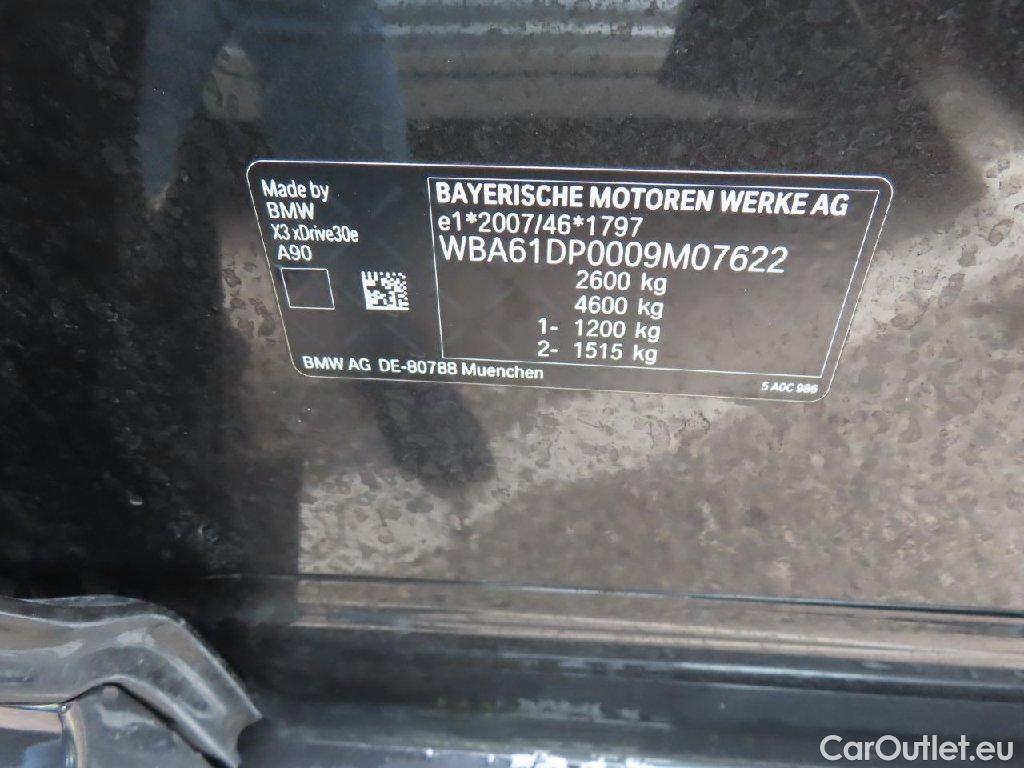 Made by
BMW
X3 xDrive30e
A90
BAYERISCHE MOTOREN WERKE AG
e1*2007/46*1797
WBA61DP0009M07622
2600 kg
4600 kg
1- 1200 kg
2- 1515 kg
BMW AG DE-80788 Muenchen
5 A0C 986
CarOutlet.eu